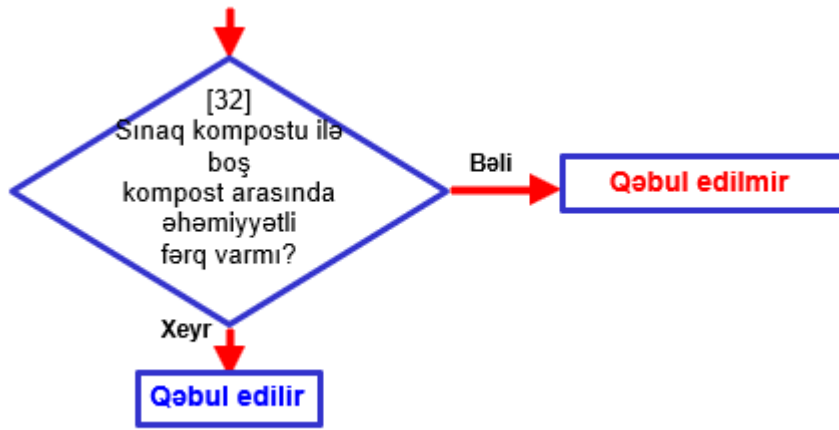 [32]
Sınaq kompostu ilə
boş
kompost arasında
əhəmiyyətli
fərq varmı?
Bəli
Qəbul edilmir
Xeyr
Qəbul edilir